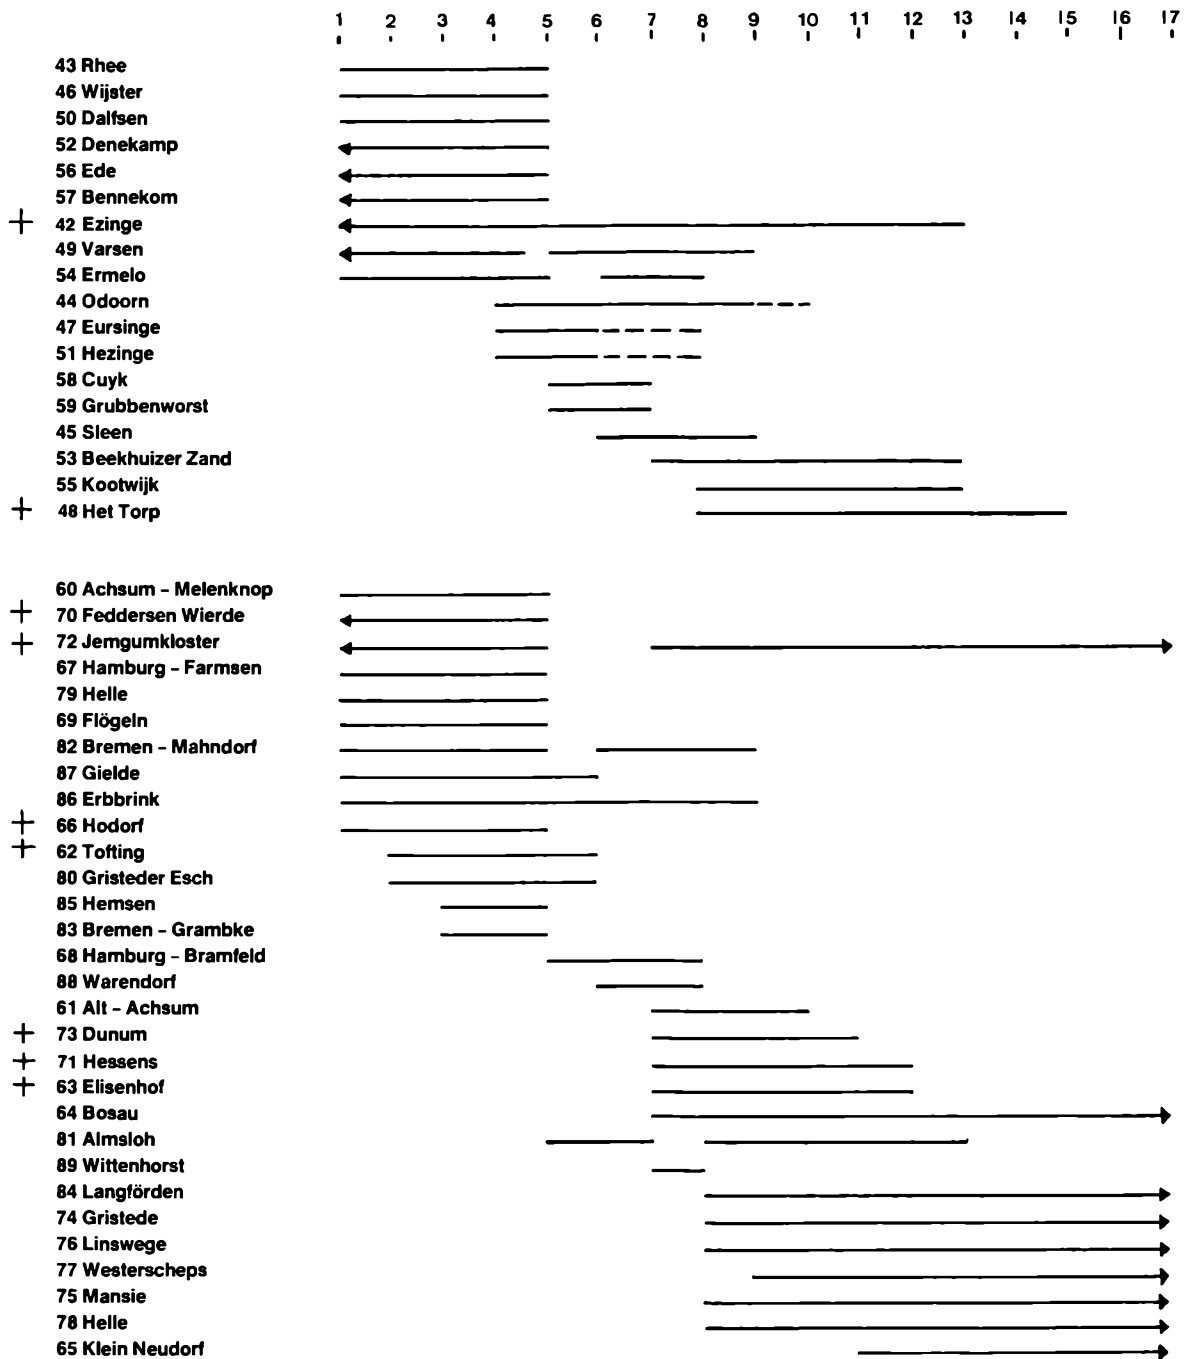 1 2 3 4 5 6 7 8 9 10 11 12 13 14 15 16 17
43 Rhee
46 Wijster
50 Dalfsen
52 Denekamp
56 Ede
57 Bennekom
+ 42 Ezinge
49 Varsen
54 Ermelo
44 Odoorn
47 Eursinge
51 Hezinge
58 Cuyk
59 Grubbenworst
45 Sleen
53 Beekhuizer Zand
55 Kootwijk
+ 48 Het Torp
60 Achsum - Melenknop
+ 70 Feddersen Wierde
+ 72 Jemgumkloster
67 Hamburg - Farmsen
79 Helle
69 Flögeln
82 Bremen - Mahndorf
87 Gielde
86 Erbbrink
+ 66 Hodorf
+ 62 Tofting
80 Gristeder Esch
85 Hemsen
83 Bremen - Grambke
68 Hamburg - Bramfeld
88 Warendorf
61 Alt - Achsum
+ 73 Dunum
+ 71 Hessens
+ 63 Elisenhof
64 Bosau
81 Almsloh
89 Wittenhorst
84 Langförden
74 Gristede
76 Linswege
77 Westerscheps
75 Mansie
78 Helle
65 Klein Neudorf